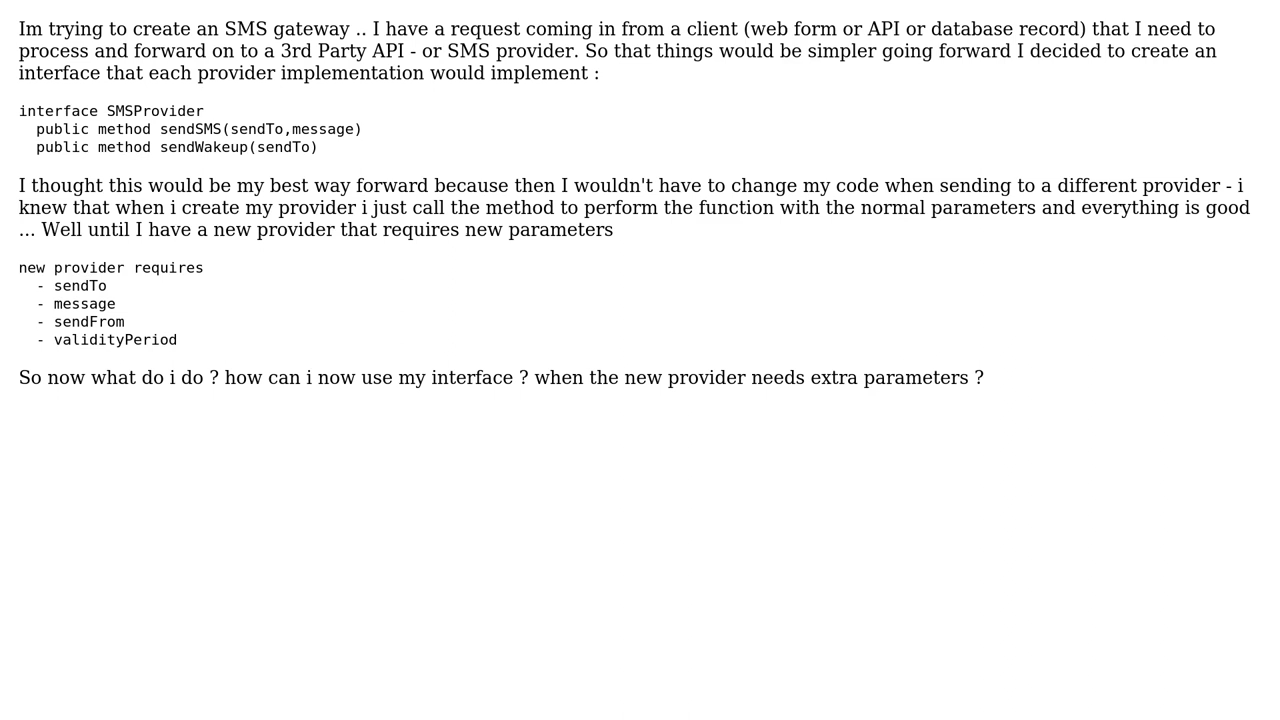 Im trying to create an SMS gateway .. I have a request coming in from a client (web form or API or database record) that I need to
process and forward on to a 3rd Party API - or SMS provider. So that things would be simpler going forward I decided to create an
interface that each provider implementation would implement :
interface SMSProvider
  public method sendSMS(sendTo,message)
  public method sendWakeup(sendTo)
I thought this would be my best way forward because then I wouldn't have to change my code when sending to a different provider - i
knew that when i create my provider i just call the method to perform the function with the normal parameters and everything is good
... Well until I have a new provider that requires new parameters
new provider requires
  - sendTo
  - message
  - sendFrom
  - validityPeriod
So now what do i do ? how can i now use my interface ? when the new provider needs extra parameters ?